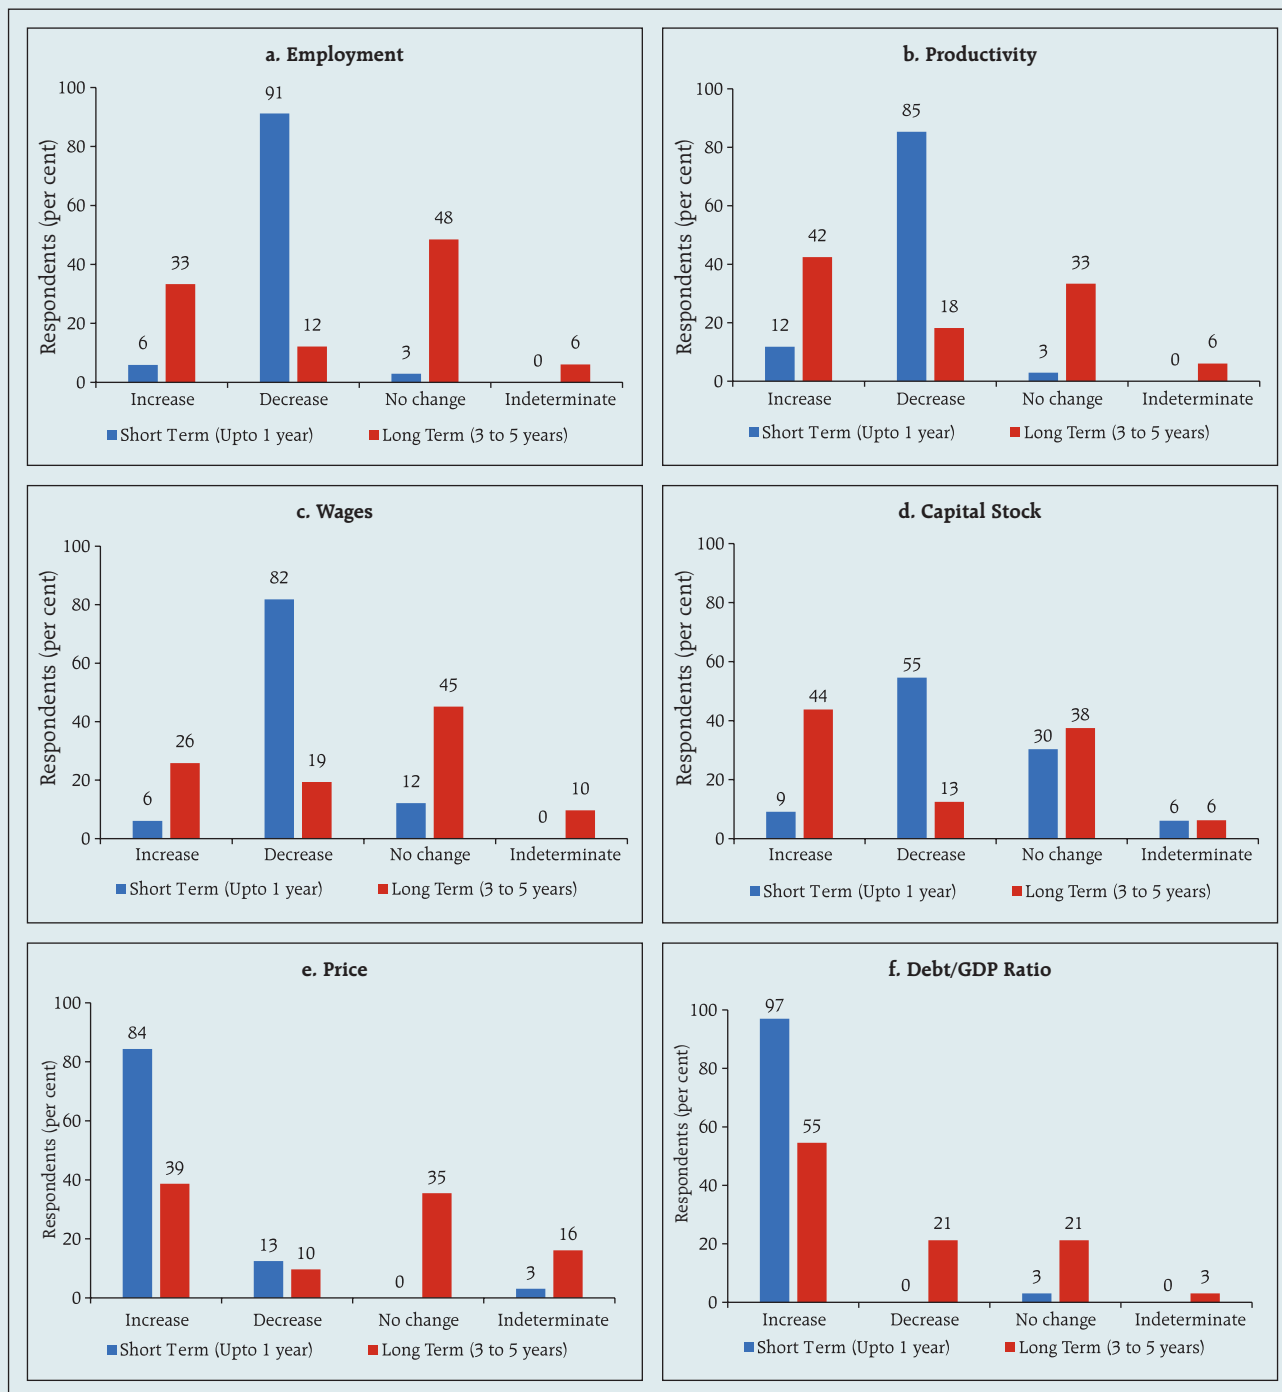 a. Employment
Respondents (per cent)
100
80
60
40
20
0
6
33
91
12
3
48
0
6
Increase
Decrease
No change
Indeterminate
Short Term (Upto 1 year)
Long Term (3 to 5 years)
b. Productivity
Respondents (per cent)
100
80
60
40
20
0
12
42
85
18
3
33
0
6
Increase
Decrease
No change
Indeterminate
Short Term (Upto 1 year)
Long Term (3 to 5 years)
c. Wages
Respondents (per cent)
100
80
60
40
20
0
6
26
82
19
12
45
0
10
Increase
Decrease
No change
Indeterminate
Short Term (Upto 1 year)
Long Term (3 to 5 years)
d. Capital Stock
Respondents (per cent)
100
80
60
40
20
0
9
44
55
13
30
38
6
6
Increase
Decrease
No change
Indeterminate
Short Term (Upto 1 year)
Long Term (3 to 5 years)
e. Price
Respondents (per cent)
100
80
60
40
20
0
84
39
13
10
0
35
3
16
Increase
Decrease
No change
Indeterminate
Short Term (Upto 1 year)
Long Term (3 to 5 years)
f. Debt/GDP Ratio
Respondents (per cent)
100
80
60
40
20
0
97
55
0
21
3
21
0
3
Increase
Decrease
No change
Indeterminate
Short Term (Upto 1 year)
Long Term (3 to 5 years)